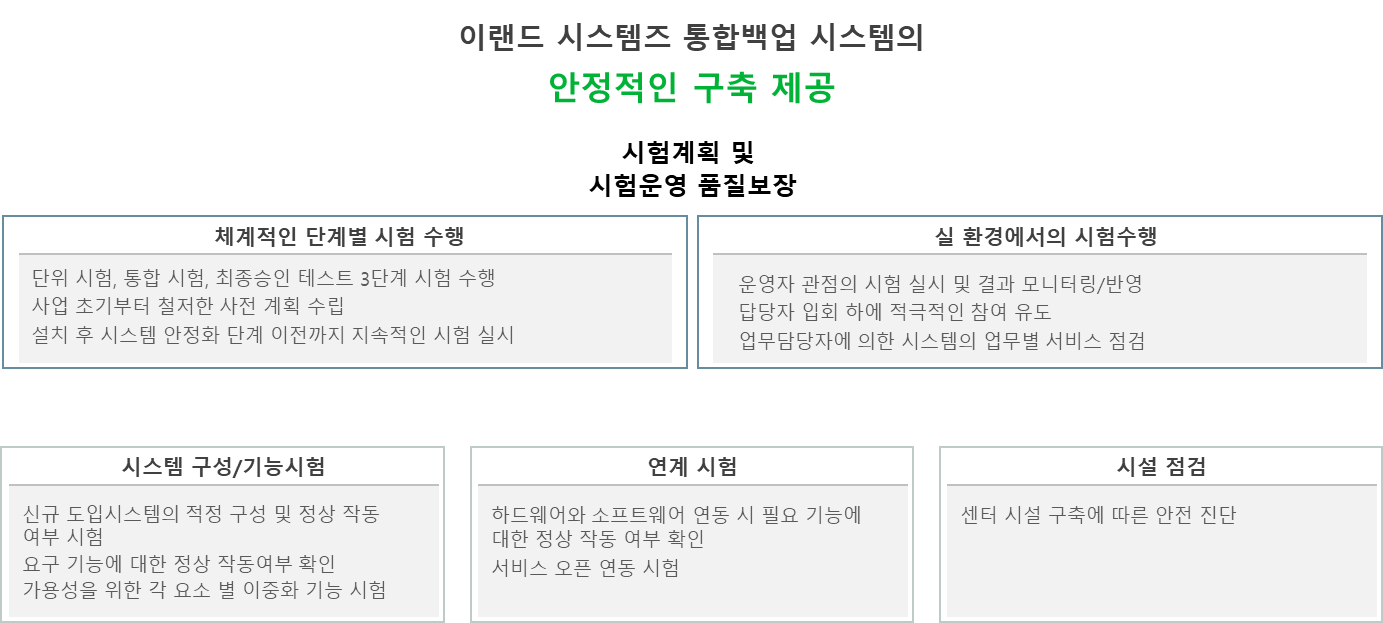 이랜드 시스템즈 통합백업 시스템의
안정적인 구축 제공
시험계획 및
시험운영 품질보장
체계적인 단계별 시험 수행
단위 시험, 통합 시험, 최종승인 테스트 3단계 시험 수행
사업 초기부터 철저한 사전 계획 수립
설치 후 시스템 안정화 단계 이전까지 지속적인 시험 실시
실 환경에서의 시험수행
운영자 관점의 시험 실시 및 결과 모니터링/반영
답당자 입회 하에 적극적인 참여 유도
업무담당자에 의한 시스템의 업무별 서비스 점검
시스템 구성/기능시험
신규 도입시스템의 적정 구성 및 정상 작동
여부 시험
요구 기능에 대한 정상 작동여부 확인
가용성을 위한 각 요소 별 이중화 기능 시험
연계 시험
하드웨어와 소프트웨어 연동 시 필요 기능에
대한 정상 작동 여부 확인
서비스 오픈 연동 시험
시설 점검
센터 시설 구축에 따른 안전 진단